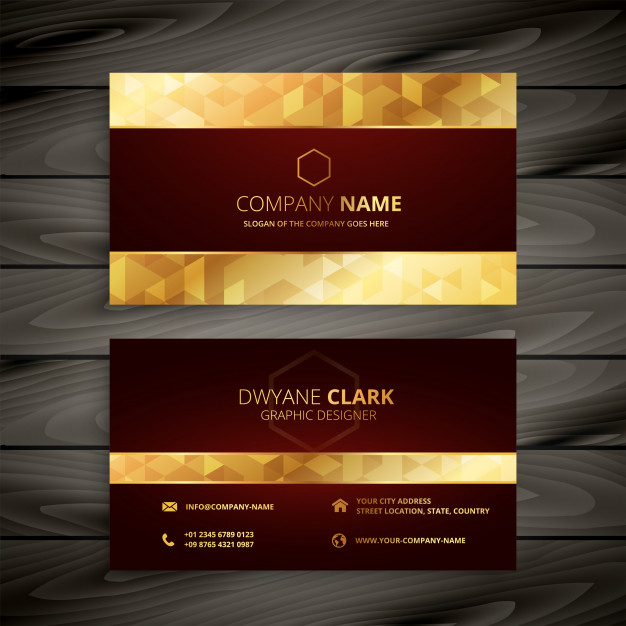 COMPANY NAME
SLOGAN OF THE COMPANY GOES HERE
DWYANE CLARK
GRAPHIC DESIGNER
INFO@COMPANY-NAME
+01 2345 6789 0123
+09 8765 4321 0987
YOUR CITY ADDRESS
STREET LOCATION, STATE, COUNTRY
WWW.YOUR-COMPANY-NAME